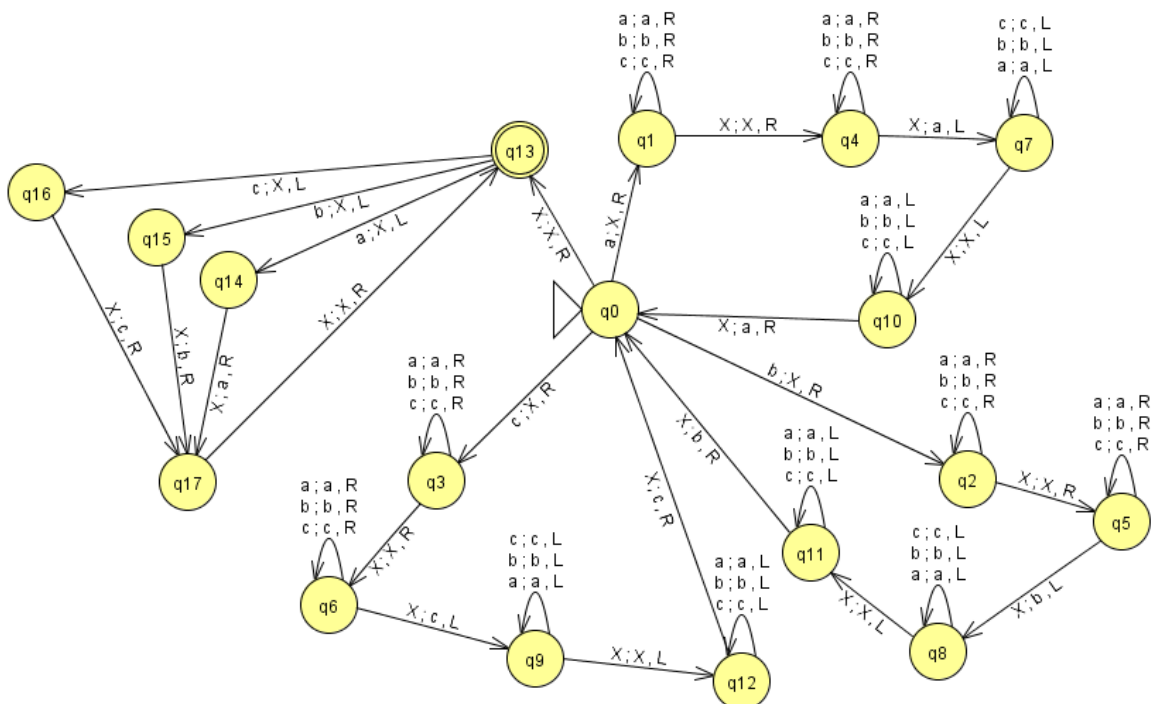 a ; a , R
b ; b , R
c ; c , R
a ; a , R
b ; b , R
c ; c , R
c ; c , L
b ; b , L
a ; a , L
q1
X ; X , R
q4
X ; a , L
q7
q13
q16
c ; X , L
b ; X , L
a ; X , L
q15
q14
X ; X , R
a ; X , R
a ; a , L
b ; b , L
c ; c , L
X ; X , L
q10
X ; a , R
q0
X ; c , R
X ; b , R
X ; a , R
X ; X , R
q17
a ; a , R
b ; b , R
c ; c , R
c ; X , R
q3
b ; X , R
a ; a , R
b ; b , R
c ; c , R
q2
X ; X , R
a ; a , R
b ; b , R
c ; c , R
q5
X ; b , R
a ; a , L
b ; b , L
c ; c , L
q11
X ; c , R
X ; X , R
a ; a , R
b ; b , R
c ; c , R
q6
X ; c , L
c ; c , L
b ; b , L
a ; a , L
q9
X ; X , L
a ; a , L
b ; b , L
c ; c , L
q12
X ; X , L
c ; c , L
b ; b , L
a ; a , L
q8
X ; b , L